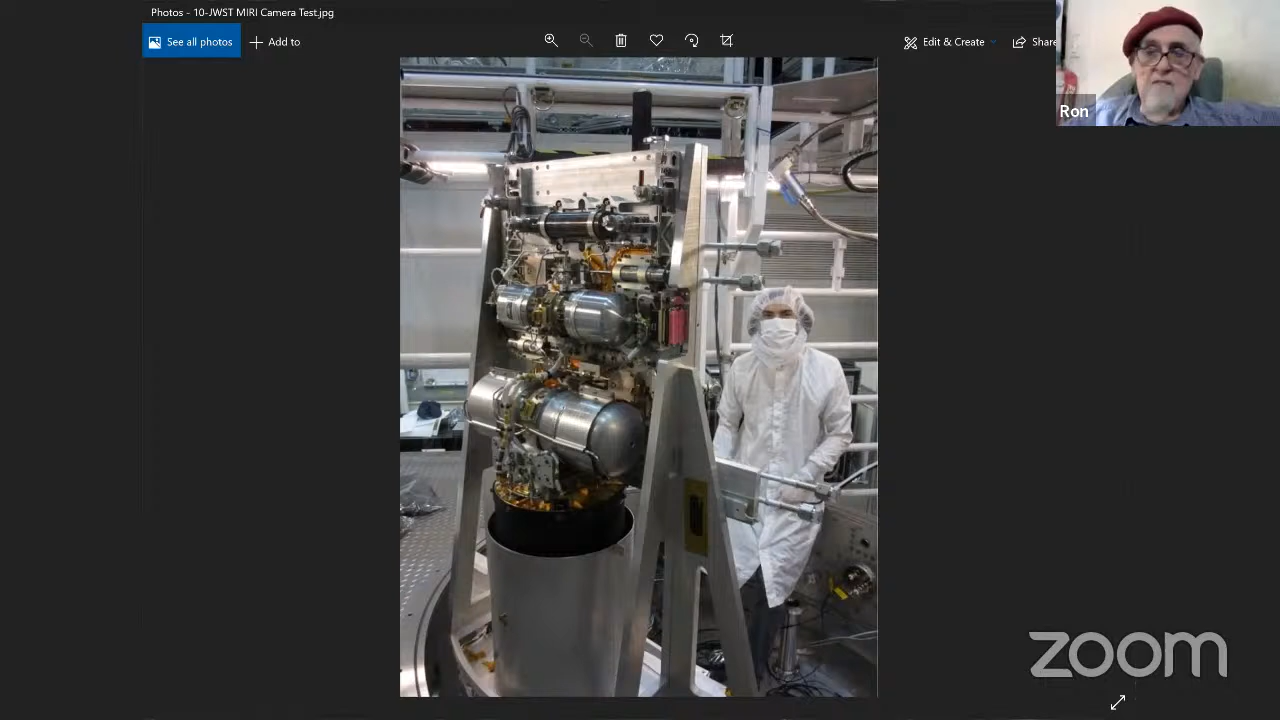 Photos - 10-JWST MIRI Camera Test.jpg
See all photos
Add to
Edit & Create
Share
Ron
zoom